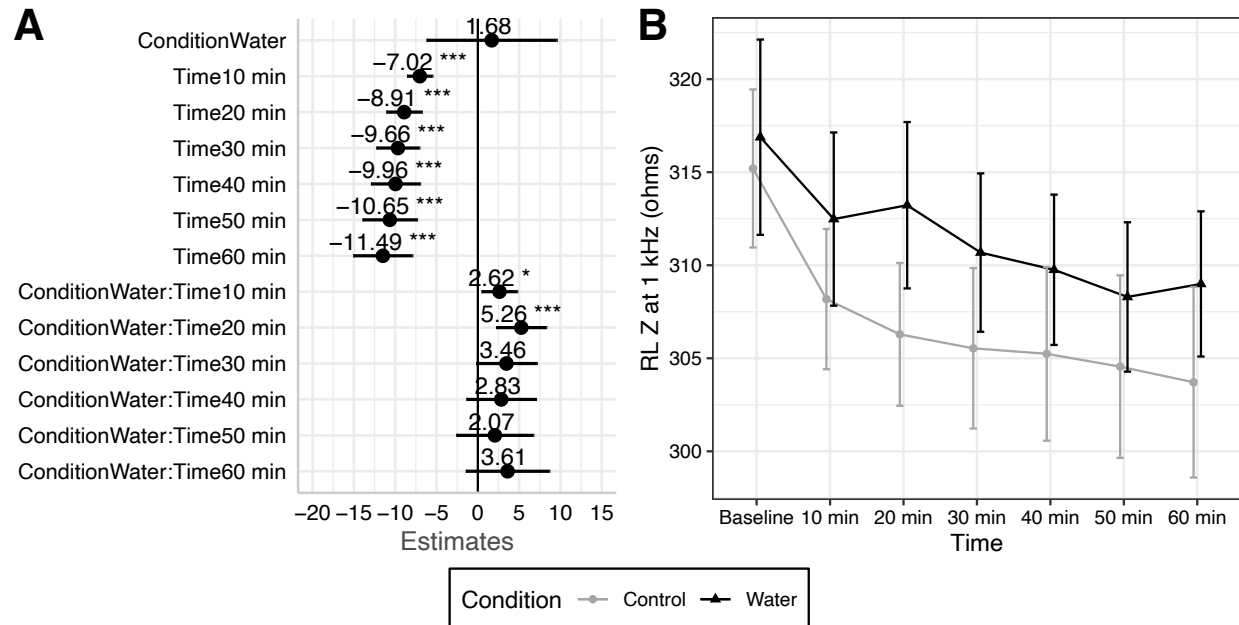 A
ConditionWater
Time10 min
Time20 min
Time30 min
Time40 min
Time50 min
Time60 min
ConditionWater:Time10 min
ConditionWater:Time20 min
ConditionWater:Time30 min
ConditionWater:Time40 min
ConditionWater:Time50 min
ConditionWater:Time60 min
1.68
−7.02 ***
−8.91 ***
−9.66 ***
−9.96 ***
−10.65 ***
−11.49 ***
2.62 *
5.26 ***
3.46
2.83
2.07
3.61
−20 −15 −10 −5 0 5 10 15
Estimates
B
RL Z at 1 kHz (ohms)
320
315
310
305
300
Baseline 10 min 20 min 30 min 40 min 50 min 60 min
Time
Condition Control Water